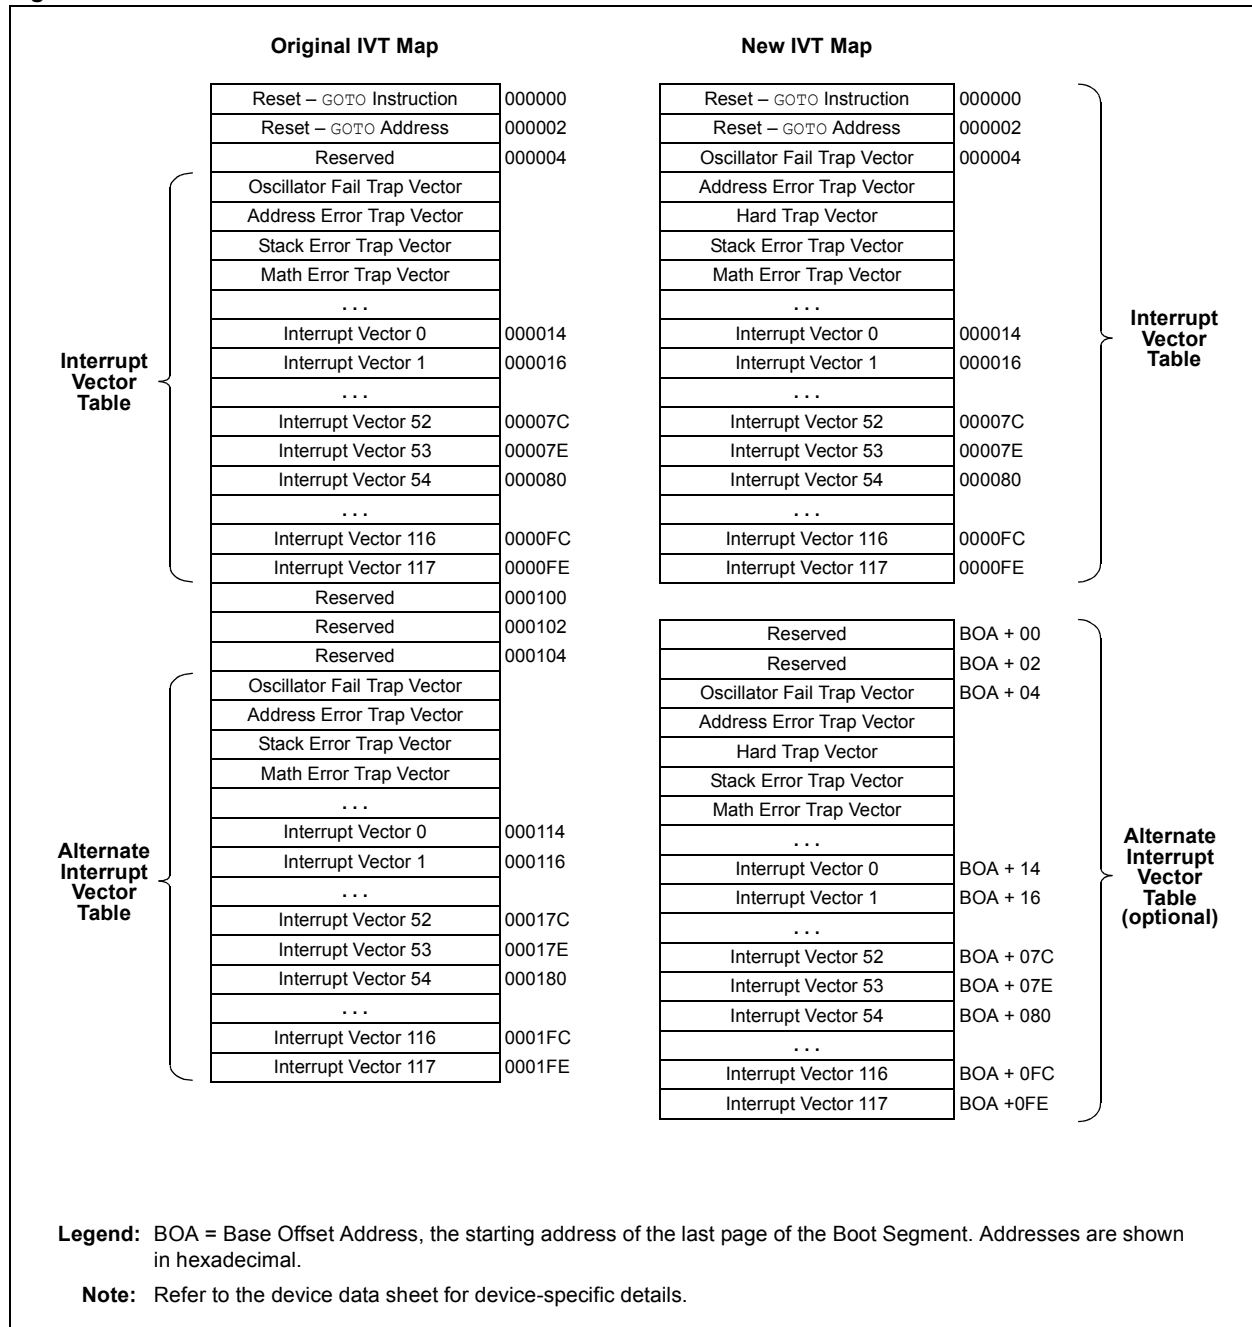 Original IVT Map
Reset – GOTO Instruction 000000
Reset – GOTO Address 000002
Reserved 000004
Oscillator Fail Trap Vector
Address Error Trap Vector
Stack Error Trap Vector
Math Error Trap Vector
. . .
Interrupt Vector 0 000014
Interrupt Vector 1 000016
. . .
Interrupt Vector 52 00007C
Interrupt Vector 53 00007E
Interrupt Vector 54 000080
. . .
Interrupt Vector 116 0000FC
Interrupt Vector 117 0000FE
Reserved 000100
Reserved 000102
Reserved 000104
Oscillator Fail Trap Vector
Address Error Trap Vector
Stack Error Trap Vector
Math Error Trap Vector
. . .
Interrupt Vector 0 000114
Interrupt Vector 1 000116
. . .
Interrupt Vector 52 00017C
Interrupt Vector 53 00017E
Interrupt Vector 54 000180
. . .
Interrupt Vector 116 0001FC
Interrupt Vector 117 0001FE
Interrupt
Vector
Table
Alternate
Interrupt
Vector
Table
New IVT Map
Reset – GOTO Instruction 000000
Reset – GOTO Address 000002
Oscillator Fail Trap Vector 000004
Address Error Trap Vector
Hard Trap Vector
Stack Error Trap Vector
Math Error Trap Vector
. . .
Interrupt Vector 0 000014
Interrupt Vector 1 000016
. . .
Interrupt Vector 52 00007C
Interrupt Vector 53 00007E
Interrupt Vector 54 000080
. . .
Interrupt Vector 116 0000FC
Interrupt Vector 117 0000FE
Reserved BOA + 00
Reserved BOA + 02
Oscillator Fail Trap Vector BOA + 04
Address Error Trap Vector
Hard Trap Vector
Stack Error Trap Vector
Math Error Trap Vector
. . .
Interrupt Vector 0 BOA + 14
Interrupt Vector 1 BOA + 16
. . .
Interrupt Vector 52 BOA + 07C
Interrupt Vector 53 BOA + 07E
Interrupt Vector 54 BOA + 080
. . .
Interrupt Vector 116 BOA + 0FC
Interrupt Vector 117 BOA +0FE
Interrupt
Vector
Table
Alternate
Interrupt
Vector
Table
(optional)
Legend: BOA = Base Offset Address, the starting address of the last page of the Boot Segment. Addresses are shown
in hexadecimal.
Note: Refer to the device data sheet for device-specific details.